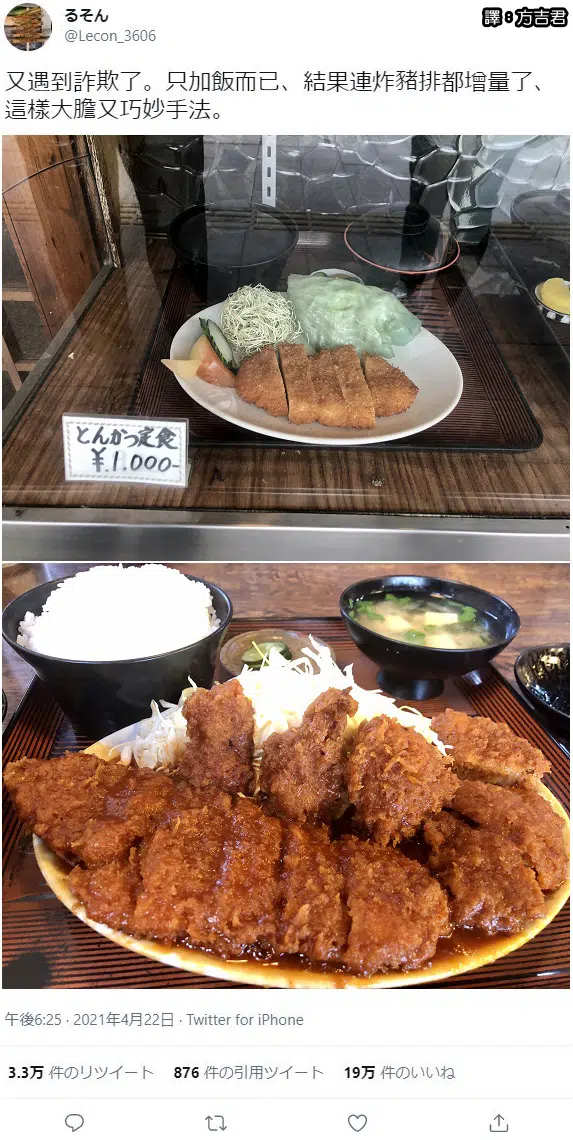 るそん
譯8方吉君
@Lecon_3606
又遇到詐欺了。只加飯而已、結果連炸豬排都增量了、
這樣大膽又巧妙手法。
とんかつ定食
¥1.000-
午後6:25 · 2021年4月22日 · Twitter for iPhone
3.3万 件のリツイート 876 件の引用ツイート 19万 件のいいね